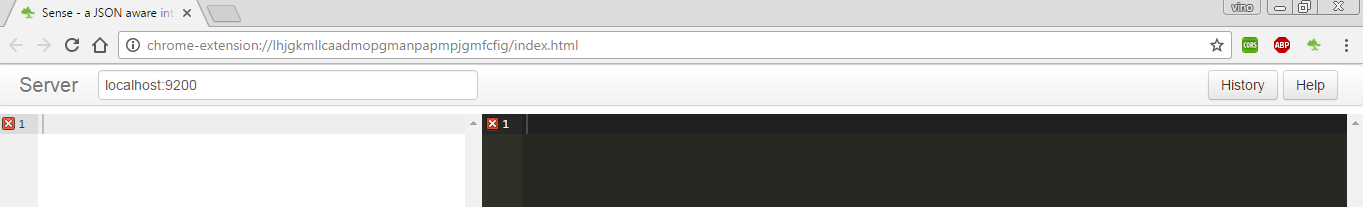 Sense - a JSON aware int
vino
chrome-extension://lhjgkmllcaadmopgmanpapmpjgmfcfig/index.html
CORS
ABP
Server
localhost:9200
History
Help
1
1